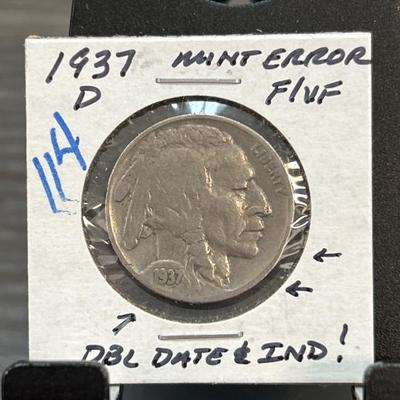 1937 MINT ERROR
D F/VF
114
LIBERTY
1937
← 
←
↗
DBL DATE & IND!